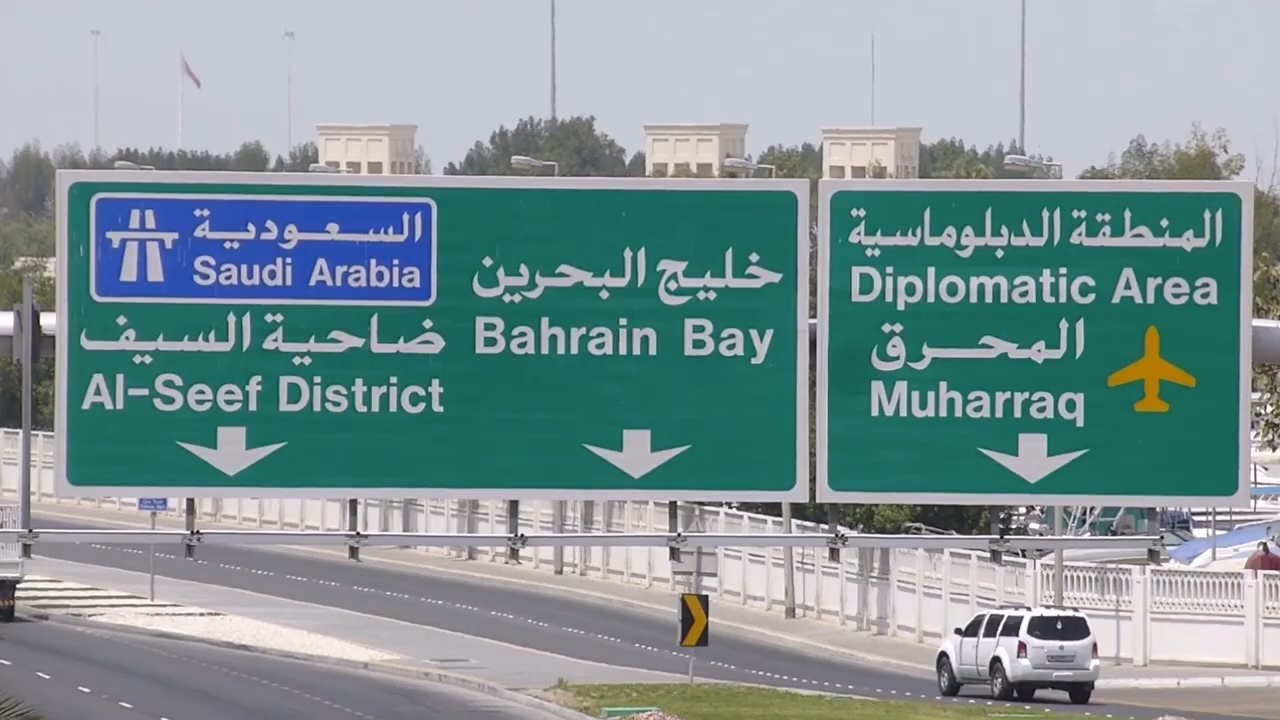 السعودية
Saudi Arabia
ضاحية السيف
Al-Seef District
خليج البحرين
Bahrain Bay
المنطقة الدبلوماسية
Diplomatic Area
المحرق
Muharraq